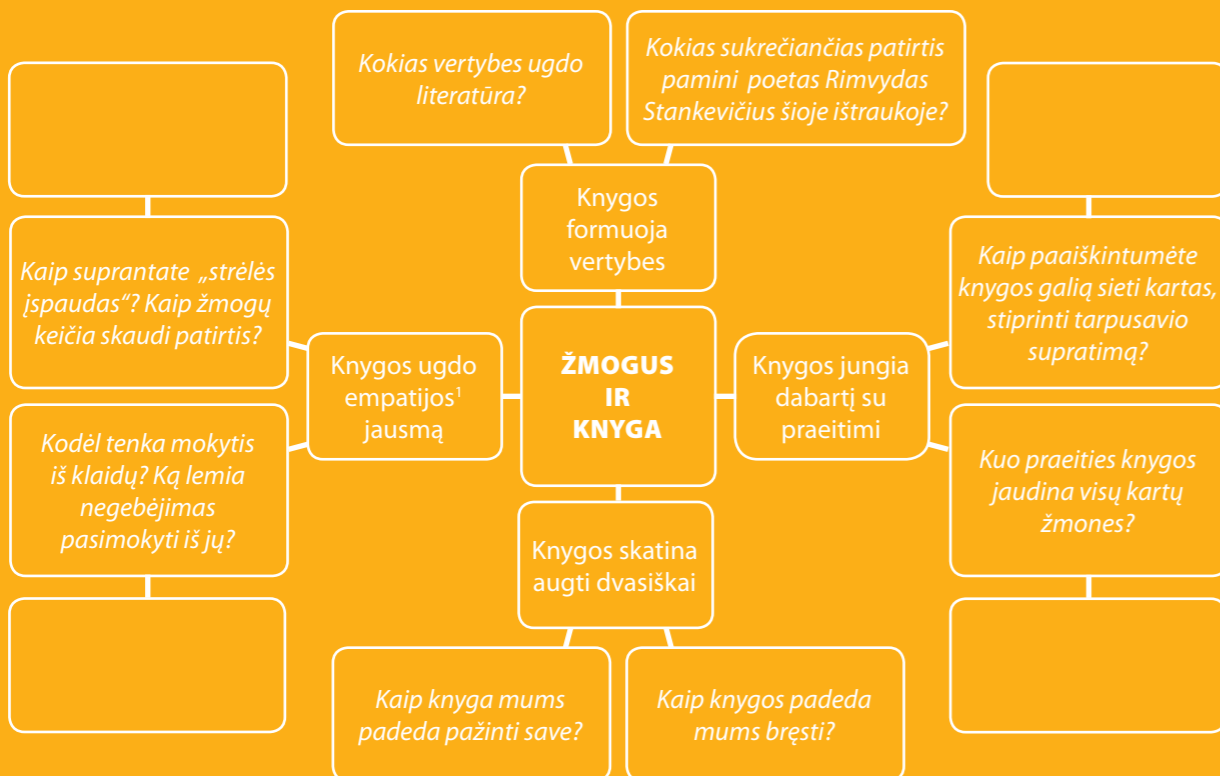 Kokias vertybes ugdo
literatūra?
Kokias sukrečiančias patirtis
pamini poetas Rimvydas
Stankevičius šioje ištraukoje?
Knygos
formuoja
vertybes
Kaip suprantate „strėlės
įspaudas“? Kaip žmogų
keičia skaudi patirtis?
Kodėl tenka mokytis
iš klaidų? Ką lemia
negebėjimas
pasimokyti iš jų?
Knygos ugdo
empatijos¹
jausmą
ŽMOGUS
IR
KNYGA
Knygos jungia
dabartį su
praeitimi
Kaip paaiškintumėte
knygos galią sieti kartas,
stiprinti tarpusavio
supratimą?
Kuo praeities knygos
jaudina visų kartų
žmones?
Knygos skatina
augti dvasiškai
Kaip knyga mums
padeda pažinti save?
Kaip knygos padeda
mums bręsti?